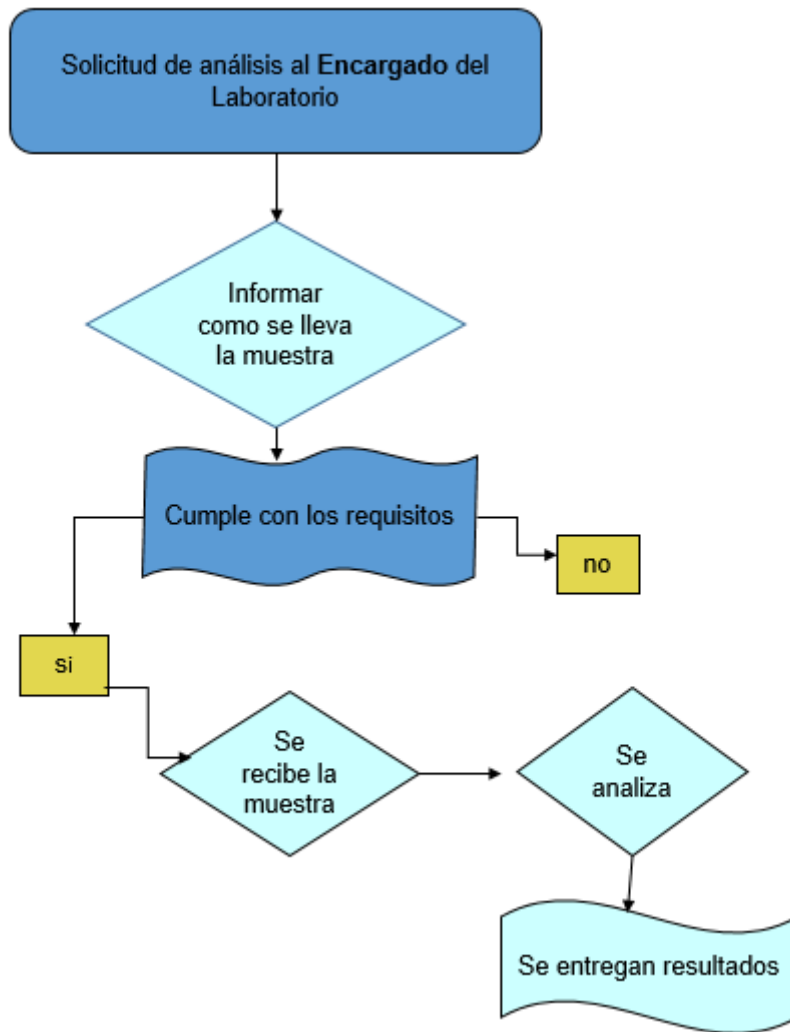 Solicitud de análisis al Encargado del
Laboratorio
Informar
como se lleva
la muestra
Cumple con los requisitos
no
si
Se
recibe la
muestra
Se
analiza
Se entregan resultados